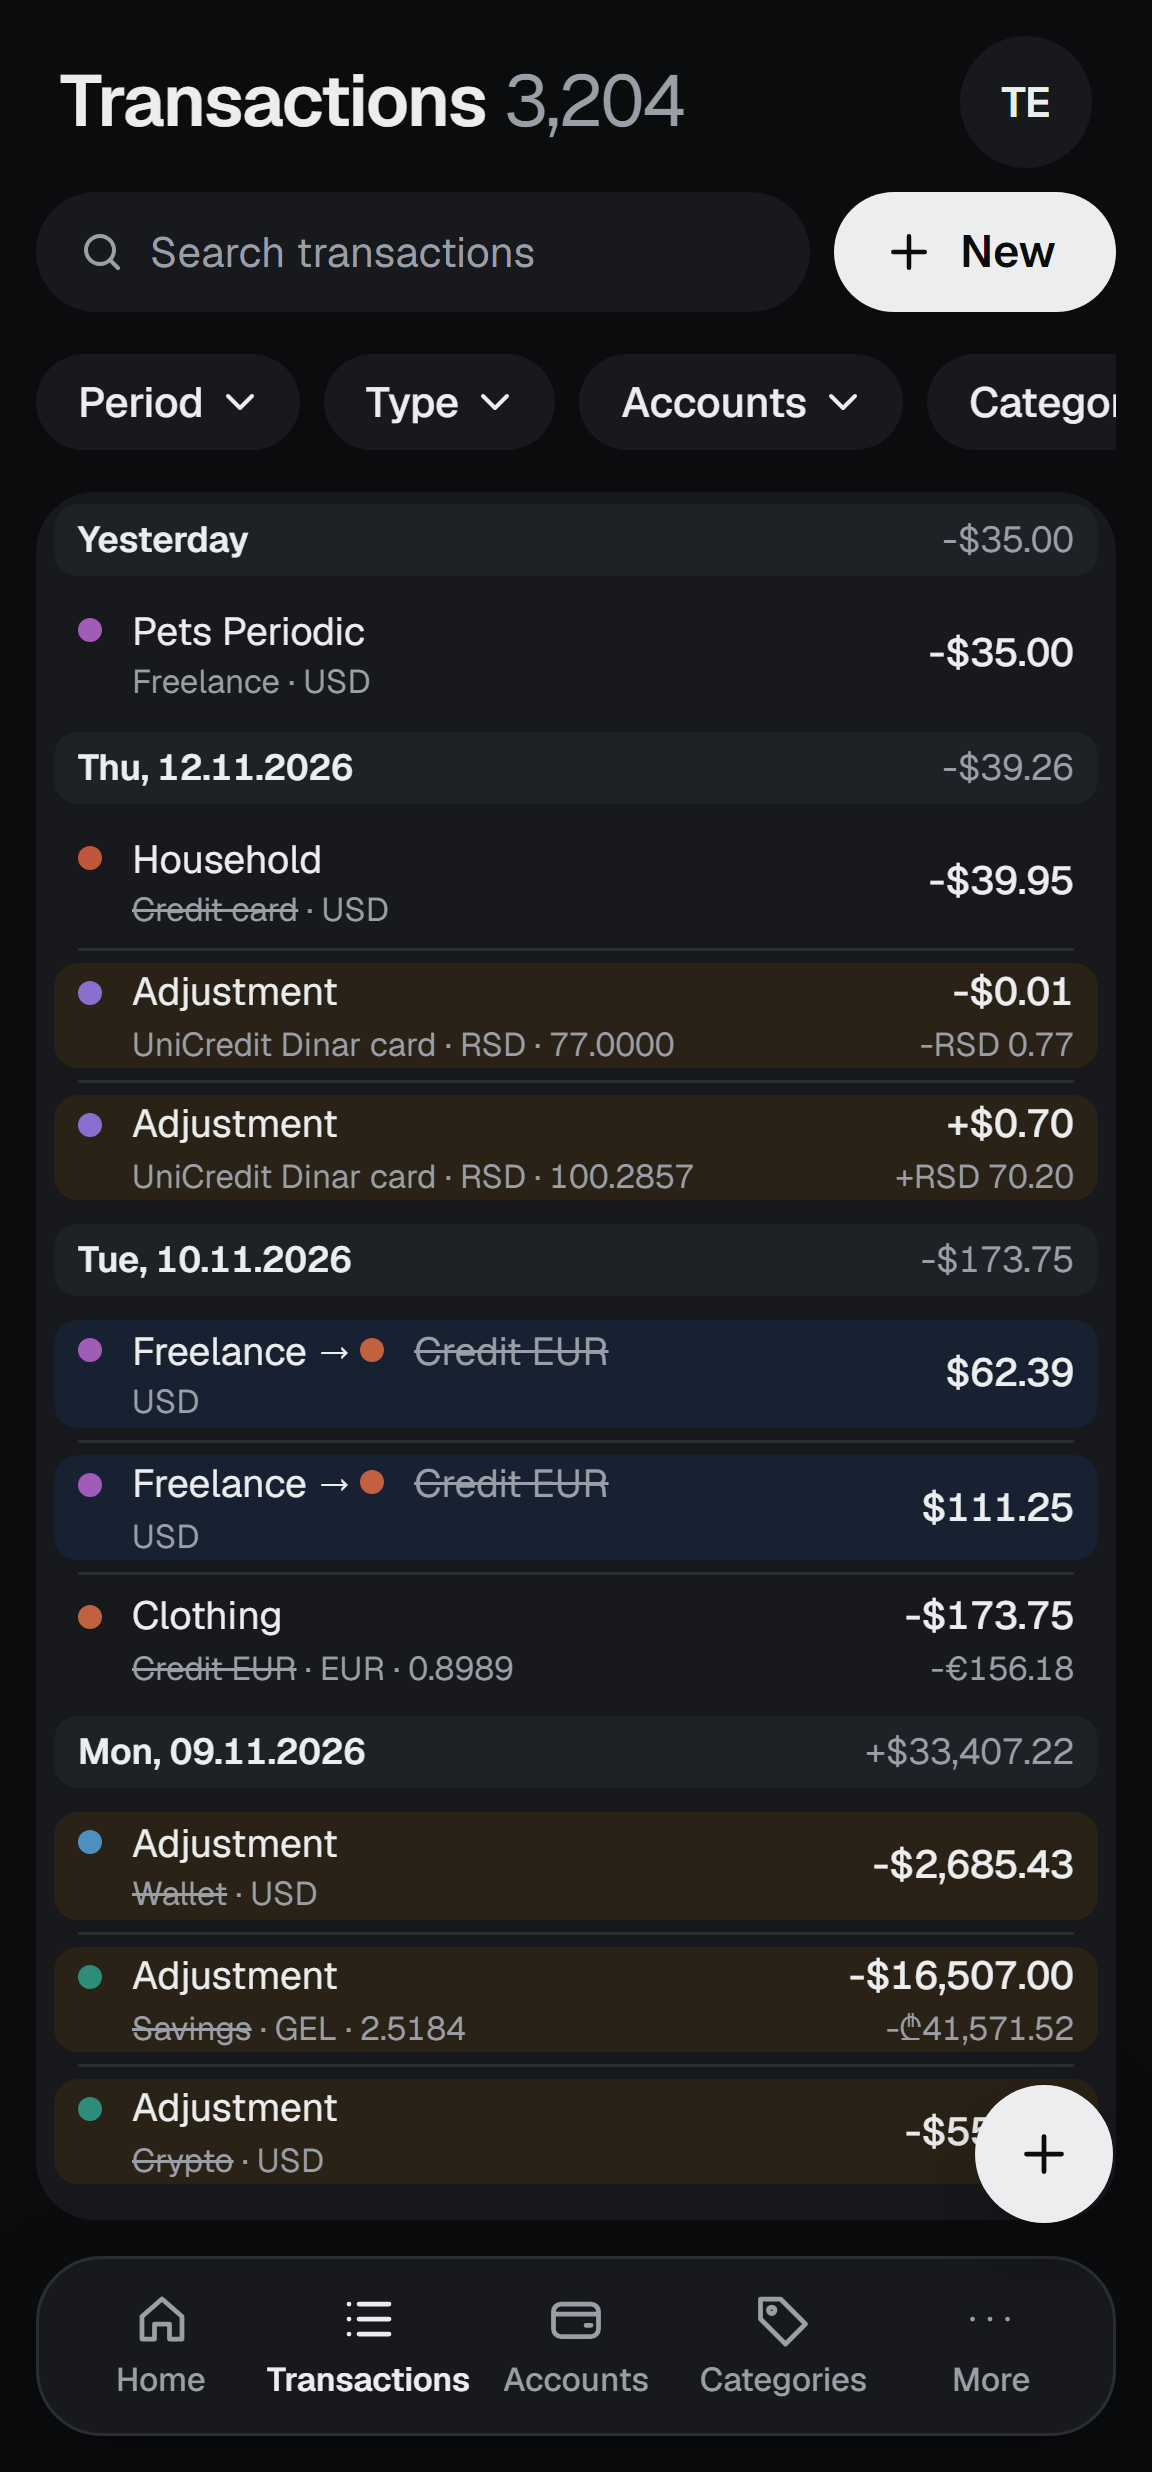 Transactions 3,204
TE
Search transactions
New
Period
Type
Accounts
Yesterday
-$35.00
Pets Periodic
-$35.00
Freelance · USD
Thu, 12.11.2026
-$39.26
Household
-$39.95
Credit card · USD
Adjustment
-$0.01
UniCredit Dinar card · RSD · 77.0000
-RSD 0.77
Adjustment
+$0.70
UniCredit Dinar card · RSD · 100.2857
+RSD 70.20
Tue, 10.11.2026
-$173.75
Freelance → Credit EUR
$62.39
USD
Freelance → Credit EUR
$111.25
USD
Clothing
-$173.75
Credit EUR · EUR · 0.8989
-€156.18
Mon, 09.11.2026
+$33,407.22
Adjustment
-$2,685.43
Wallet · USD
Adjustment
-$16,507.00
Savings · GEL · 2.5184
-₾41,571.52
Adjustment
Crypto · USD
Home
Transactions
Accounts
Categories
More